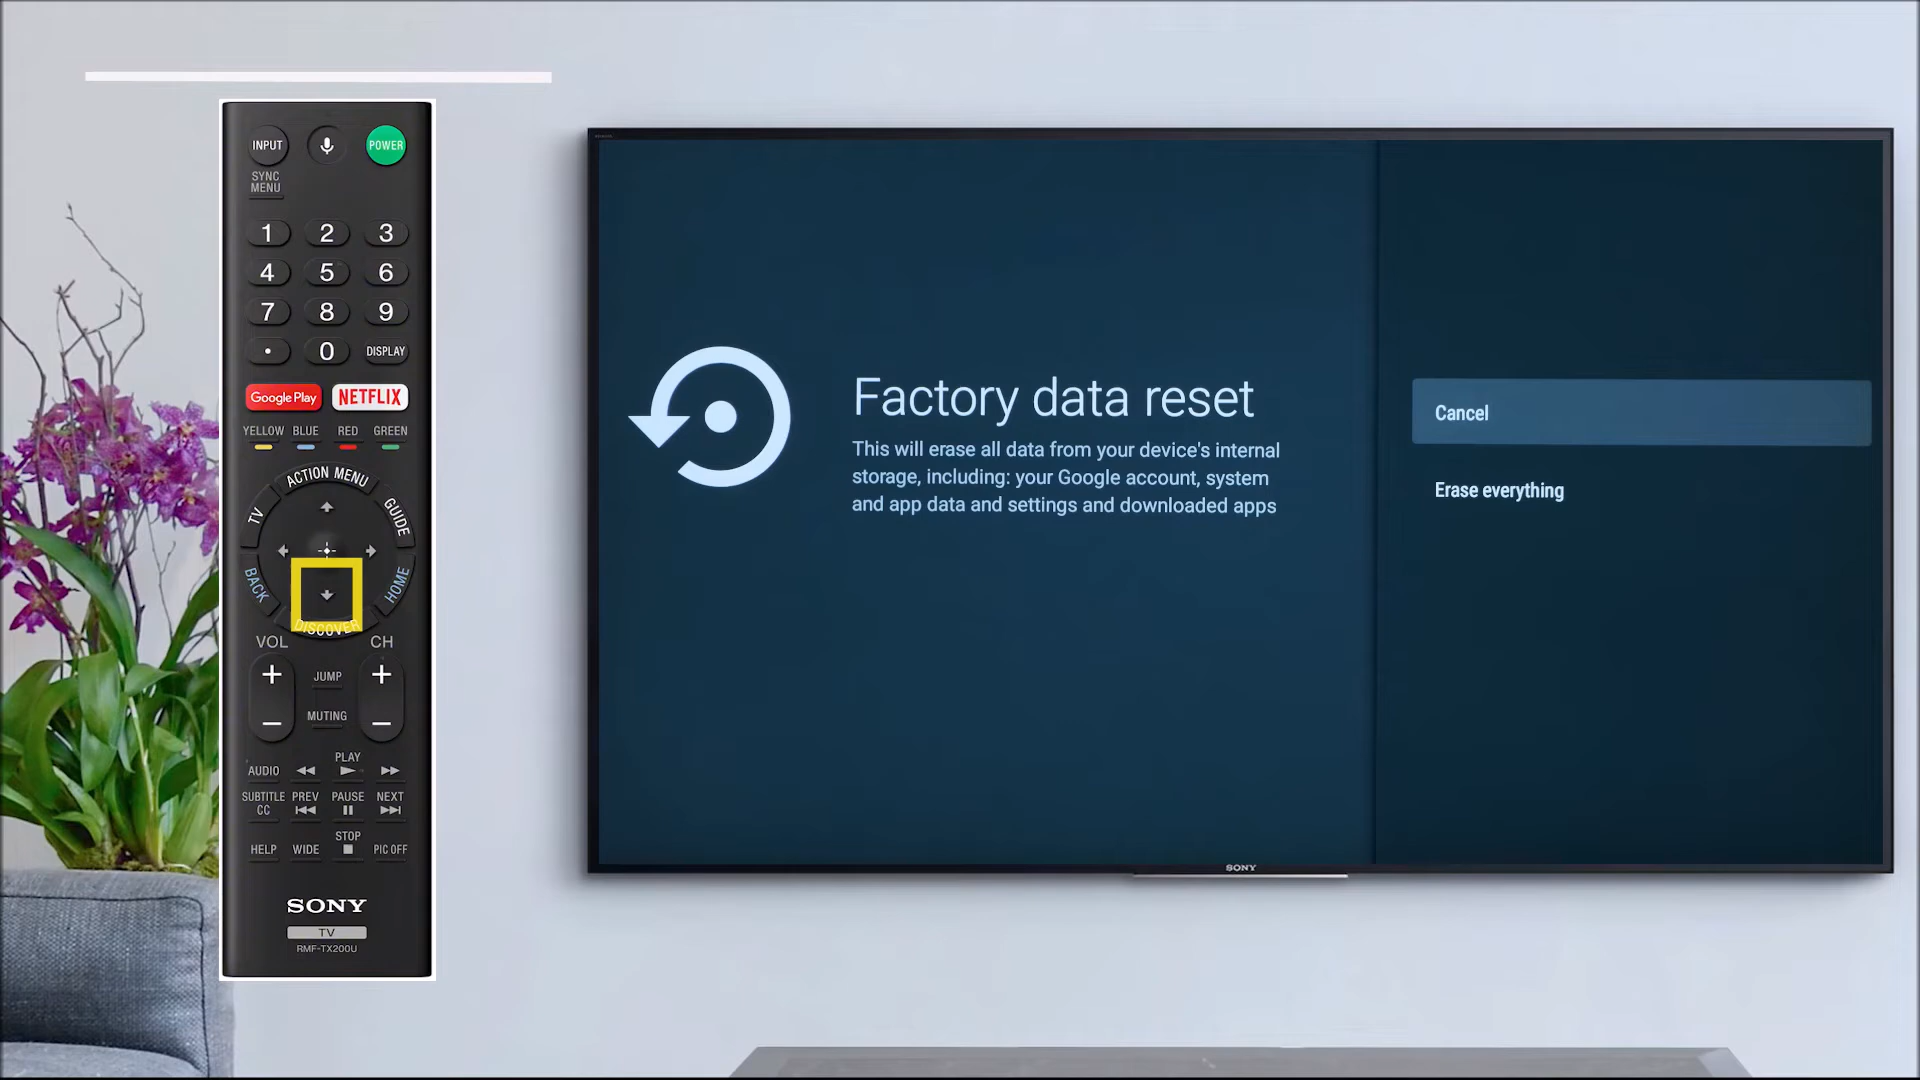 INPUT
POWER
SYNC
MENU
1 2 3
4 5 6
7 8 9
• 0 DISPLAY
Google Play NETFLIX
YELLOW BLUE RED GREEN
ACTION MENU
TV
GUIDE
BACK
HOME
DISCOVER
VOL CH
+ JUMP +
− MUTING −
PLAY
AUDIO
SUBTITLE PREV PAUSE NEXT
CC
STOP
HELP WIDE PIC OFF
SONY
TV
RMF-TX200U
Factory data reset
This will erase all data from your device's internal
storage, including: your Google account, system
and app data and settings and downloaded apps
Cancel
Erase everything
SONY